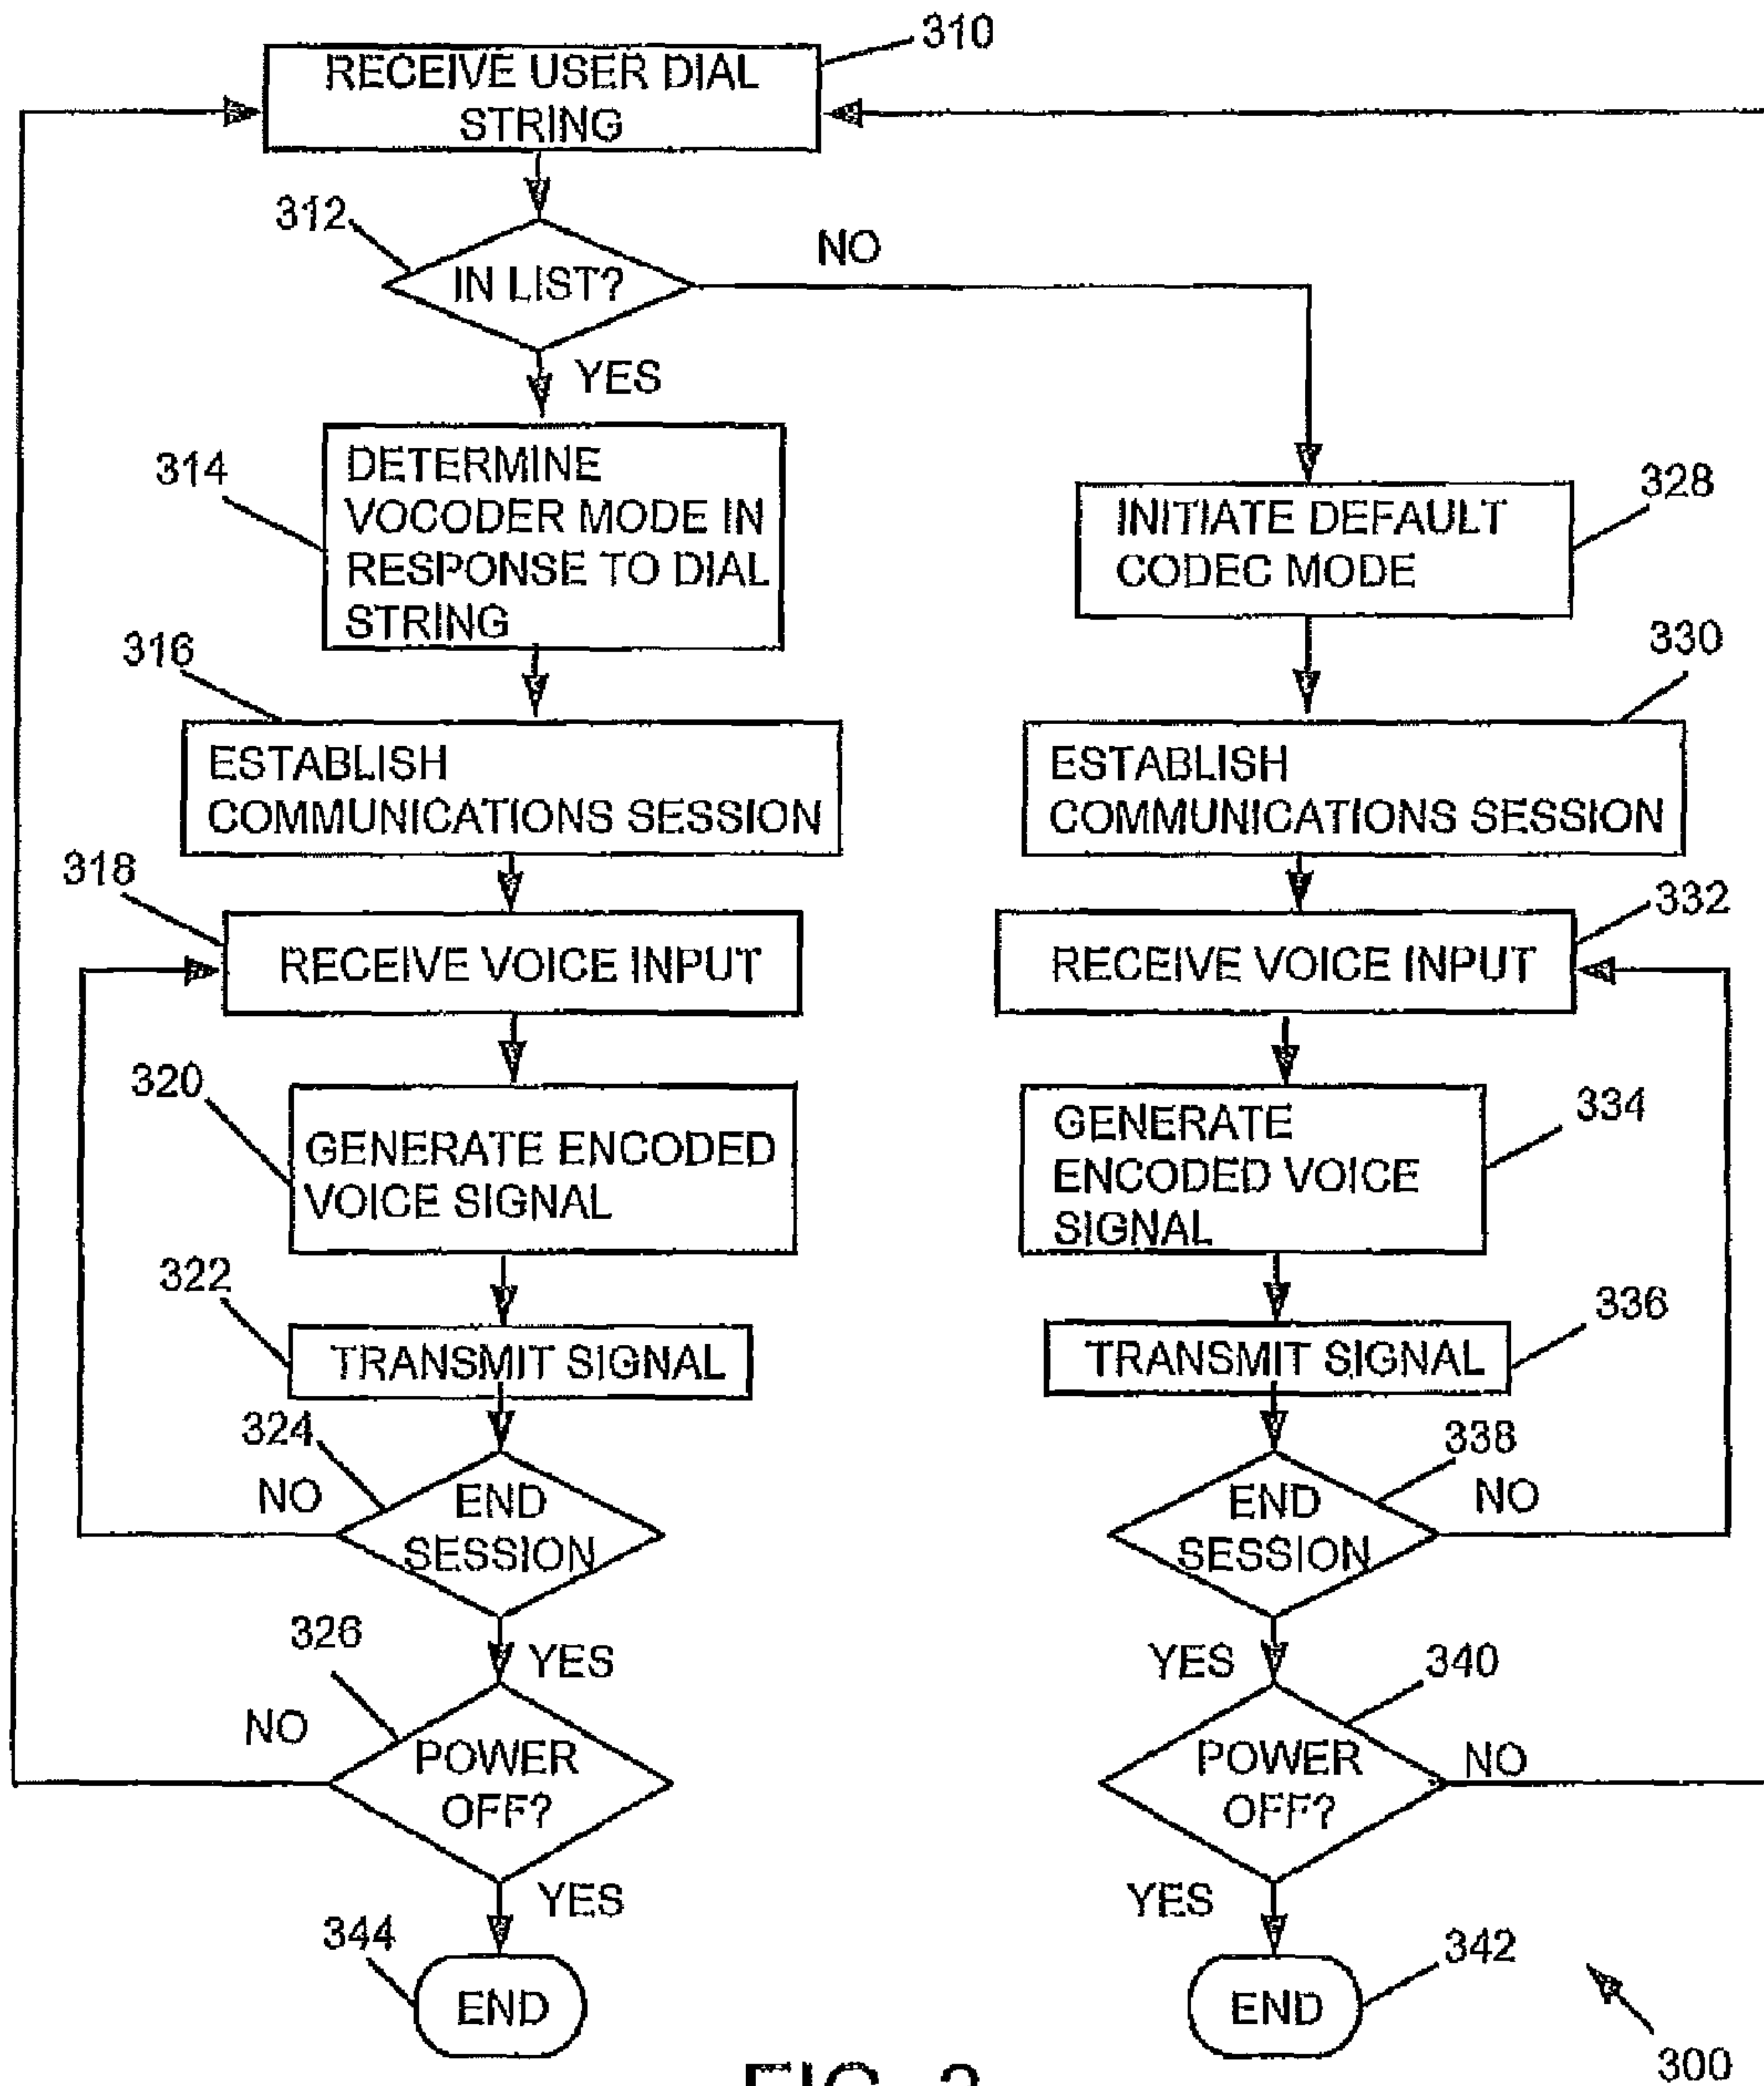 310
RECEIVE USER DIAL
STRING
312
IN LIST?
NO
YES
314
DETERMINE
VOCODER MODE IN
RESPONSE TO DIAL
STRING
328
INITIATE DEFAULT
CODEC MODE
316
ESTABLISH
COMMUNICATIONS SESSION
330
ESTABLISH
COMMUNICATIONS SESSION
318
RECEIVE VOICE INPUT
332
RECEIVE VOICE INPUT
320
GENERATE ENCODED
VOICE SIGNAL
334
GENERATE
ENCODED VOICE
SIGNAL
322
TRANSMIT SIGNAL
336
TRANSMIT SIGNAL
324
NO
END
SESSION
YES
338
END
SESSION
NO
YES
326
NO
POWER
OFF?
YES
340
POWER
OFF?
NO
YES
344
END
342
END
300